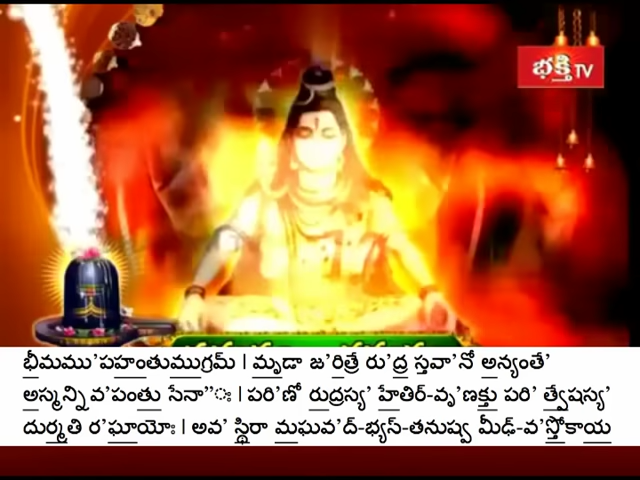 భక్తి TV
భీమము'పహంతుముగ్రమ్ | మృడా జ'రిత్రే రు'ద్ర స్తవా'నో అన్యంతే'
అస్మన్నివ'పంతు సేనా"ః | పరి'ణో రుద్రస్య' హేతిర్-వృ'ణక్తు పరి' త్వేషస్య'
దుర్మతి ర'ఘాయోః | అవ' స్థిరా మఘవ'ద్-భ్యస్-తనుష్వ మీఢ్-వ'స్తోకాయ